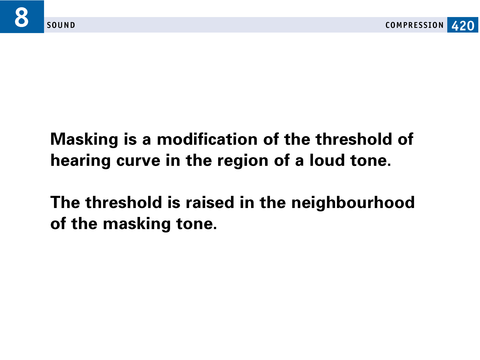 8
SOUND
COMPRESSION 420
Masking is a modification of the threshold of
hearing curve in the region of a loud tone.
The threshold is raised in the neighbourhood
of the masking tone.